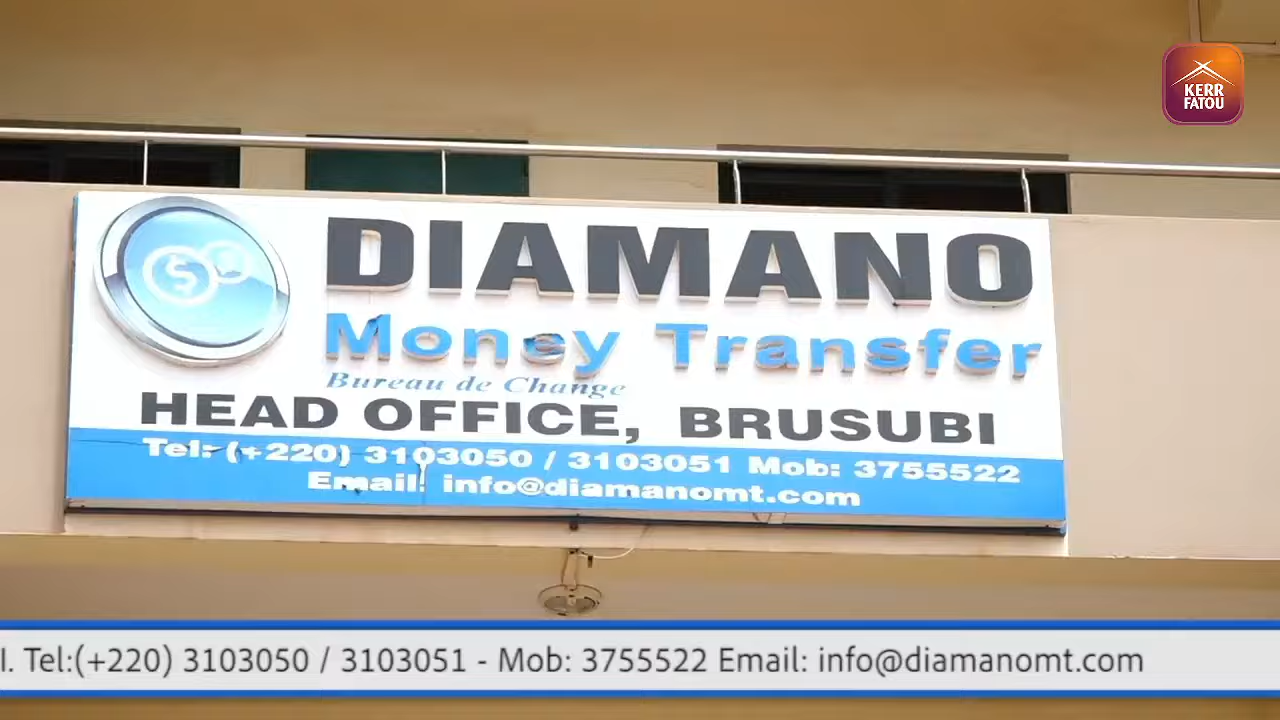 KERR
FATOU
DIAMANO
Money Transfer
Bureau de Change
HEAD OFFICE, BRUSUBI
Tel: (+220) 3103050 / 3103051 Mob: 3755522
Email: info@diamanomt.com
I. Tel:(+220) 3103050 / 3103051 - Mob: 3755522 Email: info@diamanomt.com